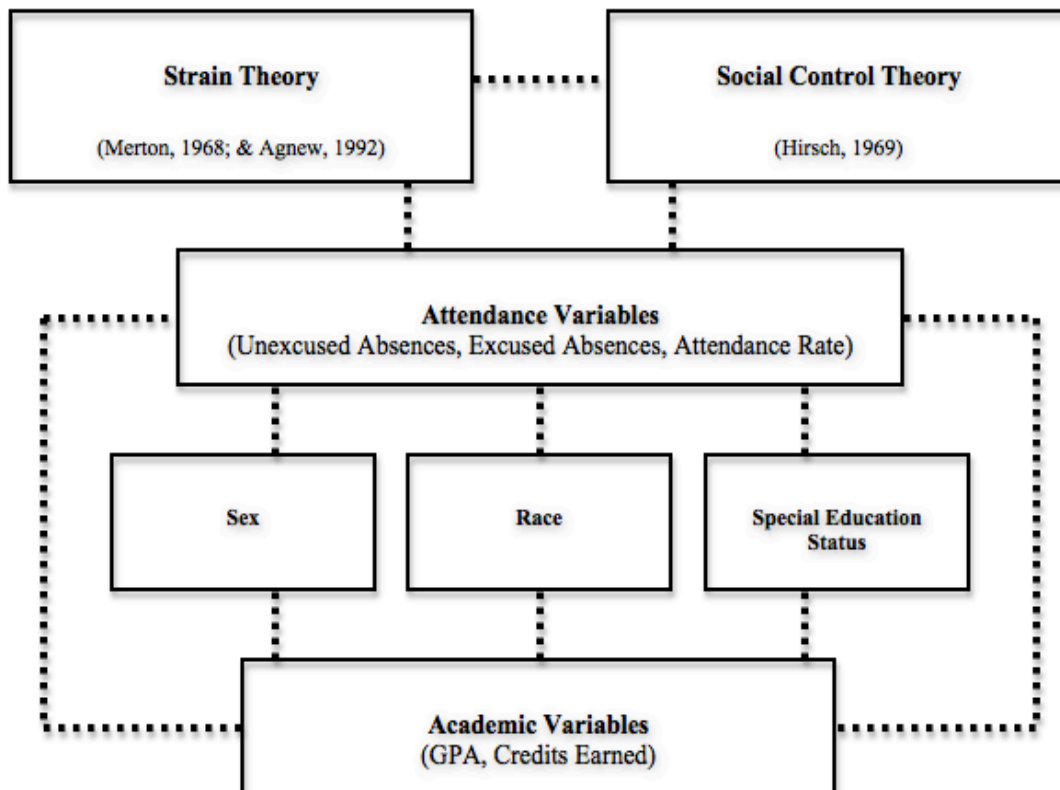 Strain Theory
(Merton, 1968; & Agnew, 1992)
Social Control Theory
(Hirsch, 1969)
Attendance Variables
(Unexcused Absences, Excused Absences, Attendance Rate)
Sex
Race
Special Education
Status
Academic Variables
(GPA, Credits Earned)